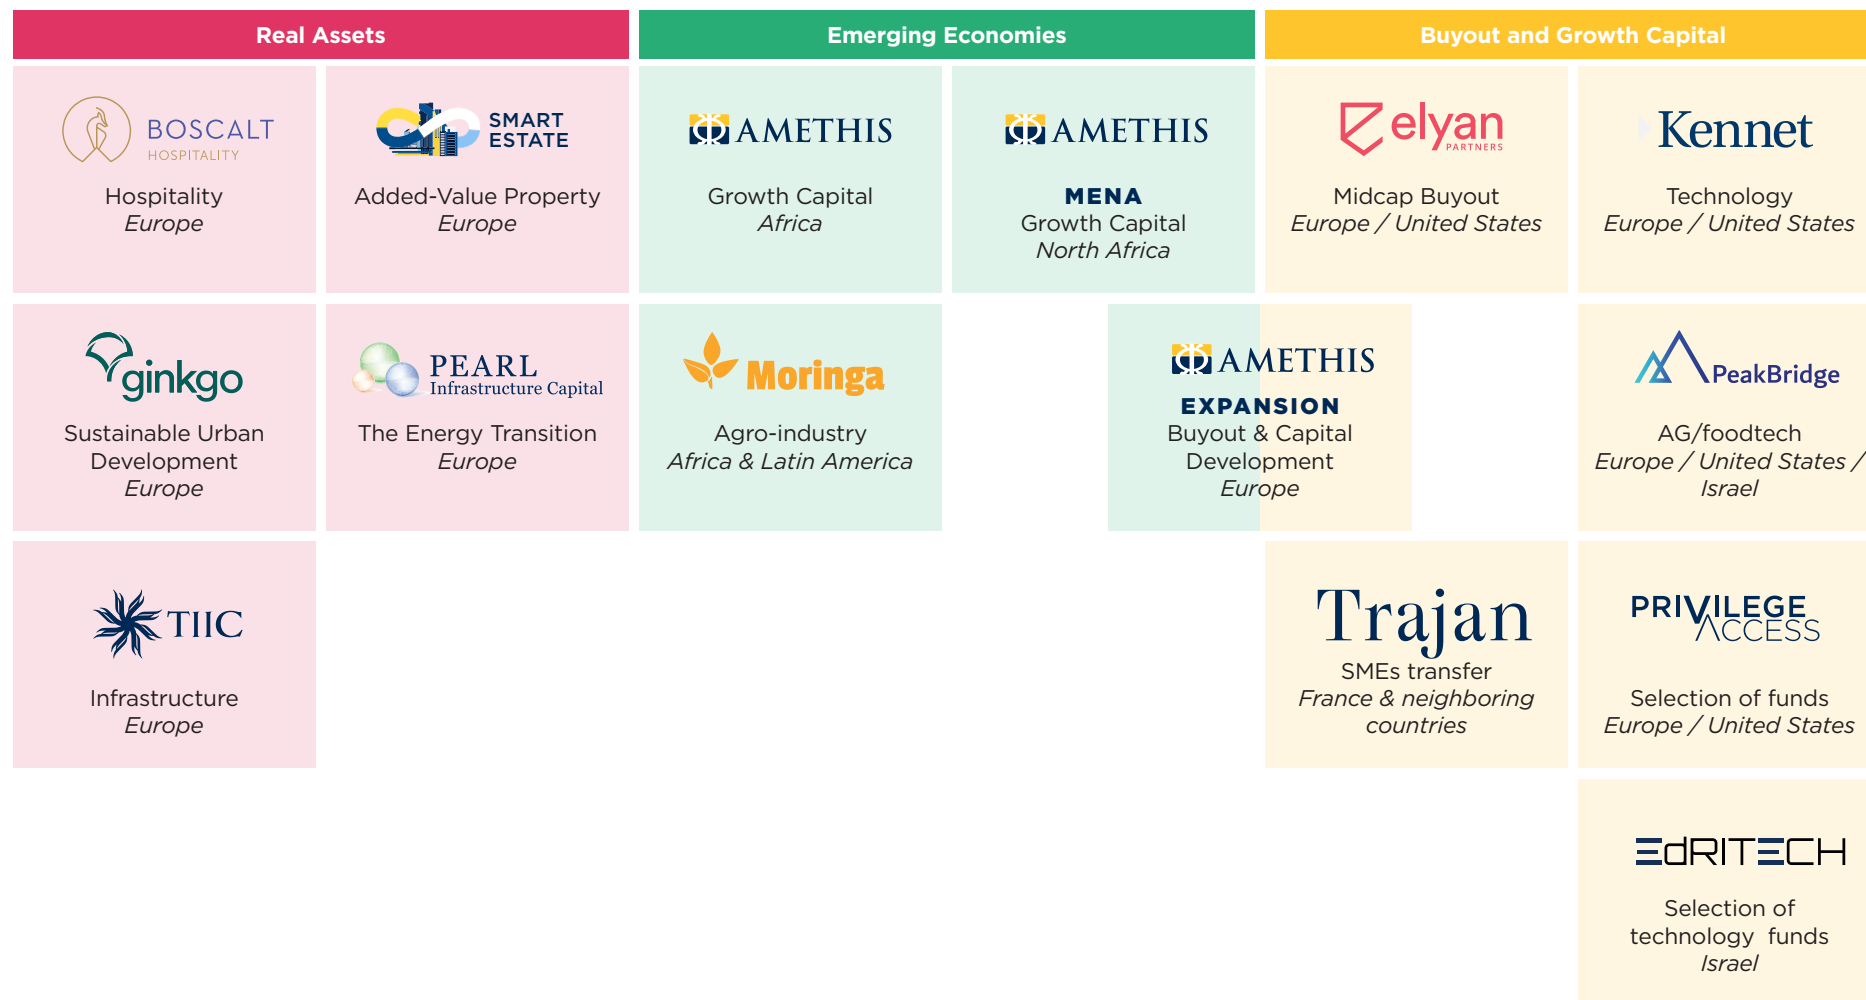 Real Assets
Emerging Economies
Buyout and Growth Capital
BOSCALT
HOSPITALITY
Hospitality
Europe
SMART
ESTATE
Added-Value Property
Europe
AMETHIS
Growth Capital
Africa
AMETHIS
MENA
Growth Capital
North Africa
elyan
PARTNERS
Midcap Buyout
Europe / United States
Kennet
Technology
Europe / United States
ginkgo
Sustainable Urban
Development
Europe
PEARL
Infrastructure Capital
The Energy Transition
Europe
Moringa
Agro-industry
Africa & Latin America
AMETHIS
EXPANSION
Buyout & Capital
Development
Europe
PeakBridge
AG/foodtech
Europe / United States /
Israel
TIIC
Infrastructure
Europe
Trajan
SMEs transfer
France & neighboring
countries
PRIVILEGE
ACCESS
Selection of funds
Europe / United States
EdRITECH
Selection of
technology funds
Israel